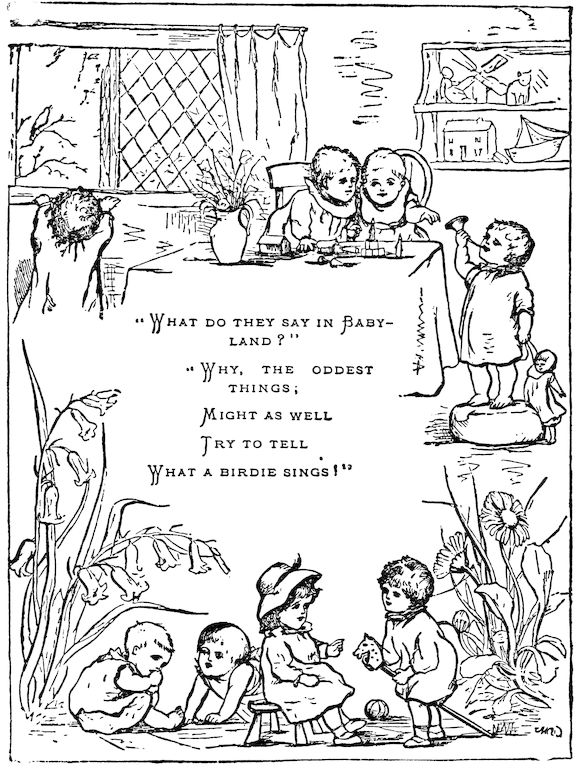 "WHAT DO THEY SAY IN BABY-
LAND?"
"WHY, THE ODDEST
THINGS;
MIGHT AS WELL
TRY TO TELL
WHAT A BIRDIE SINGS!"